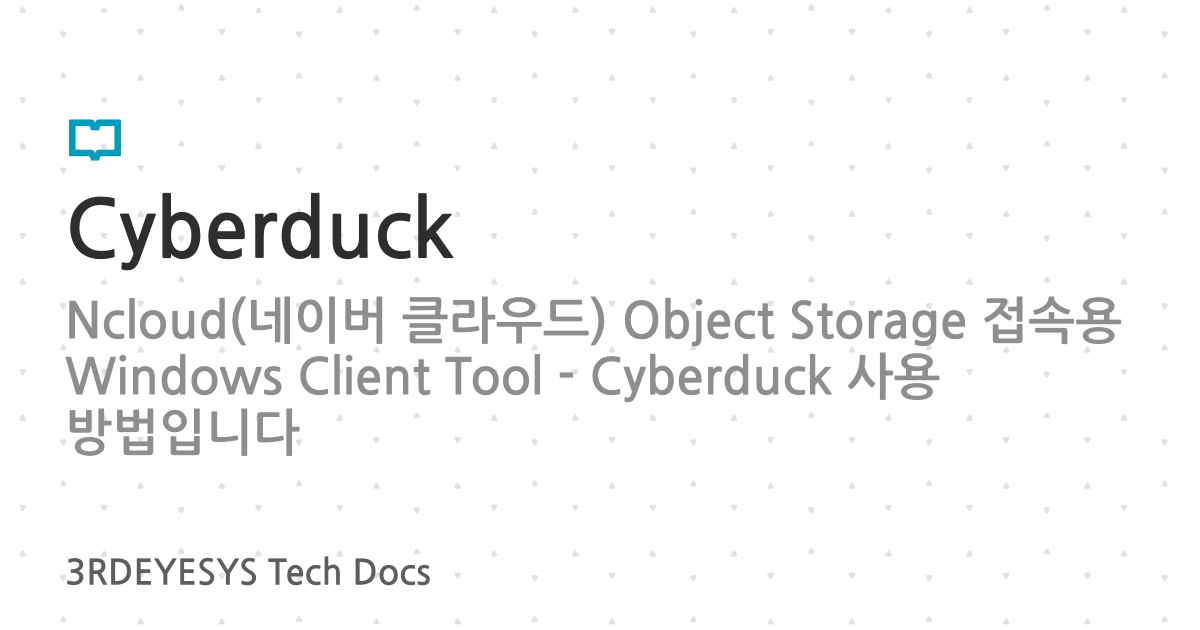 Cyberduck
Ncloud(네이버 클라우드) Object Storage 접속용
Windows Client Tool - Cyberduck 사용
방법입니다
3RDEYESYS Tech Docs